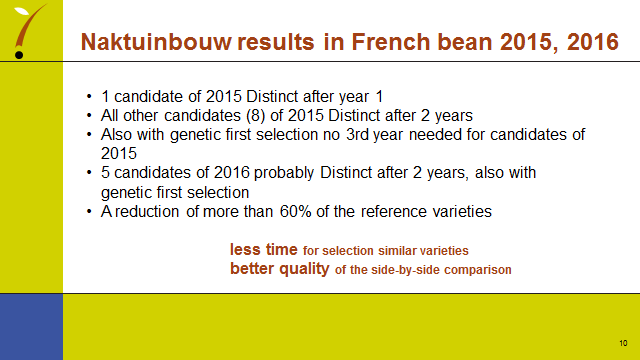 Naktuinbouw results in French bean 2015, 2016
• 1 candidate of 2015 Distinct after year 1
• All other candidates (8) of 2015 Distinct after 2 years
• Also with genetic first selection no 3rd year needed for candidates of
2015
• 5 candidates of 2016 probably Distinct after 2 years, also with
genetic first selection
• A reduction of more than 60% of the reference varieties
less time for selection similar varieties
better quality of the side-by-side comparison
10